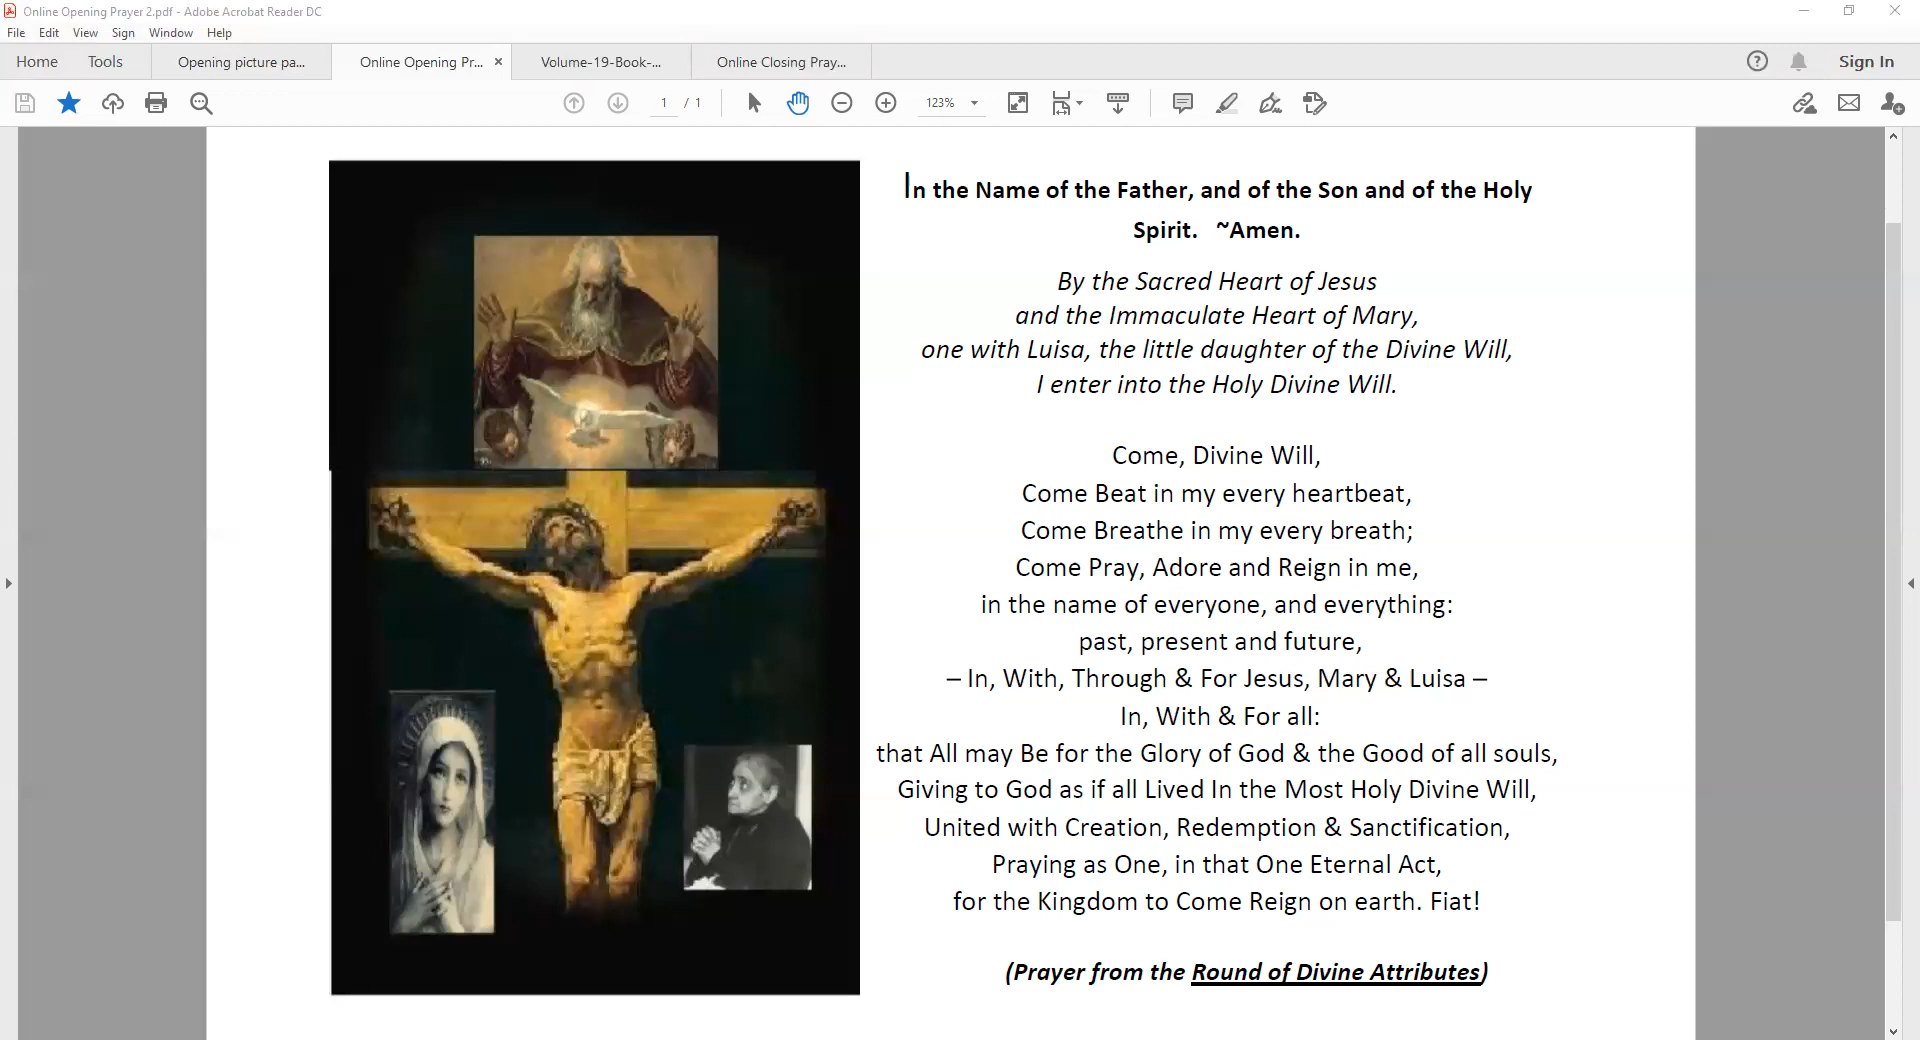 Online Opening Prayer 2.pdf - Adobe Acrobat Reader DC
File Edit View Sign Window Help
Home Tools Opening picture pa... Online Opening Pr... Volume-19-Book-... Online Closing Pray... Sign In
1 / 1 123%
In the Name of the Father, and of the Son and of the Holy
Spirit. ~Amen.
By the Sacred Heart of Jesus
and the Immaculate Heart of Mary,
one with Luisa, the little daughter of the Divine Will,
I enter into the Holy Divine Will.
Come, Divine Will,
Come Beat in my every heartbeat,
Come Breathe in my every breath;
Come Pray, Adore and Reign in me,
in the name of everyone, and everything:
past, present and future,
– In, With, Through & For Jesus, Mary & Luisa –
In, With & For all:
that All may Be for the Glory of God & the Good of all souls,
Giving to God as if all Lived In the Most Holy Divine Will,
United with Creation, Redemption & Sanctification,
Praying as One, in that One Eternal Act,
for the Kingdom to Come Reign on earth. Fiat!
(Prayer from the Round of Divine Attributes)